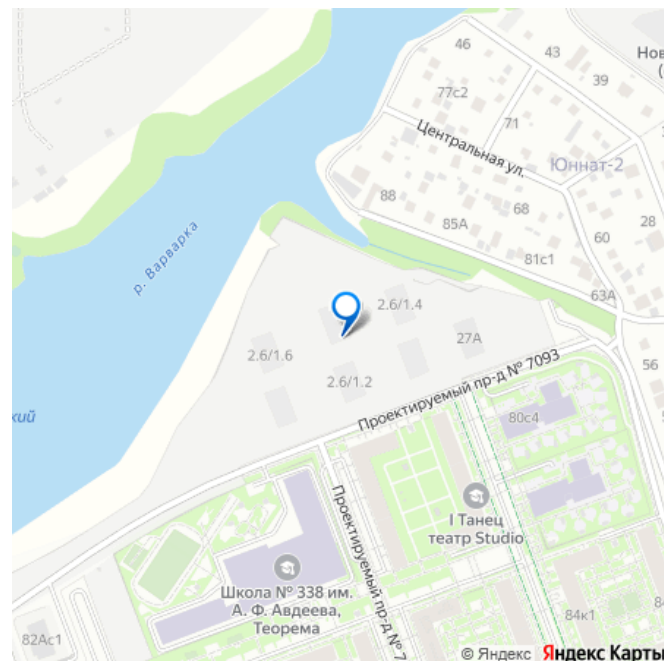 46
43
Нов
(
39
77с2
71
Центральная ул.
Юннат-2
88
68
28
85А
60
р. Варварка
81с1
63А
2.6/1.4
27А
2.6/1.6
2.6/1.2
56
кий
Проектируемый пр-д № 7093
80с4
I Танец
театр Studio
Проектируемый пр-д № 7
Школа № 338 им.
А. Ф. Авдеева,
Теорема
84к1
82Ас1
© Яндекс Яндекс Карты